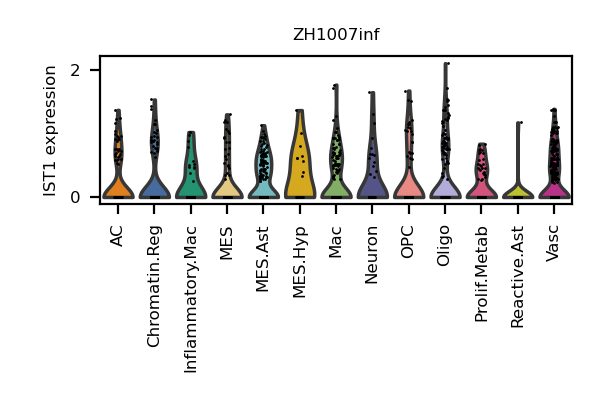 ZH1007inf
IST1 expression
2
0
AC
Chromatin.Reg
Inflammatory.Mac
MES
MES.Ast
MES.Hyp
Mac
Neuron
OPC
Oligo
Prolif.Metab
Reactive.Ast
Vasc